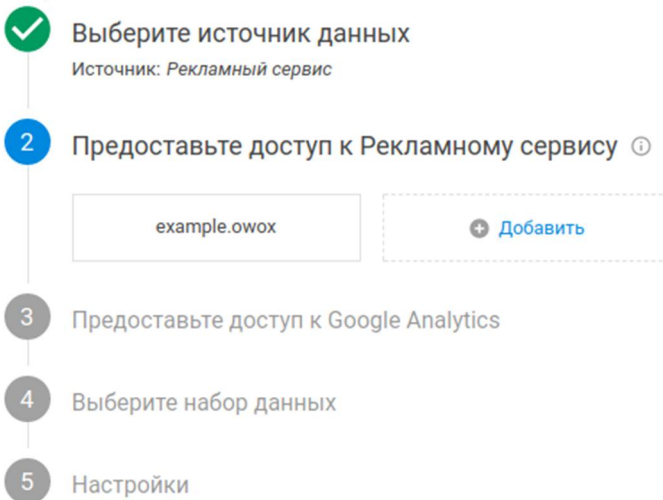 Выберите источник данных
Источник: Рекламный сервис
2 Предоставьте доступ к Рекламному сервису
example.owox
Добавить
3 Предоставьте доступ к Google Analytics
4 Выберите набор данных
5 Настройки